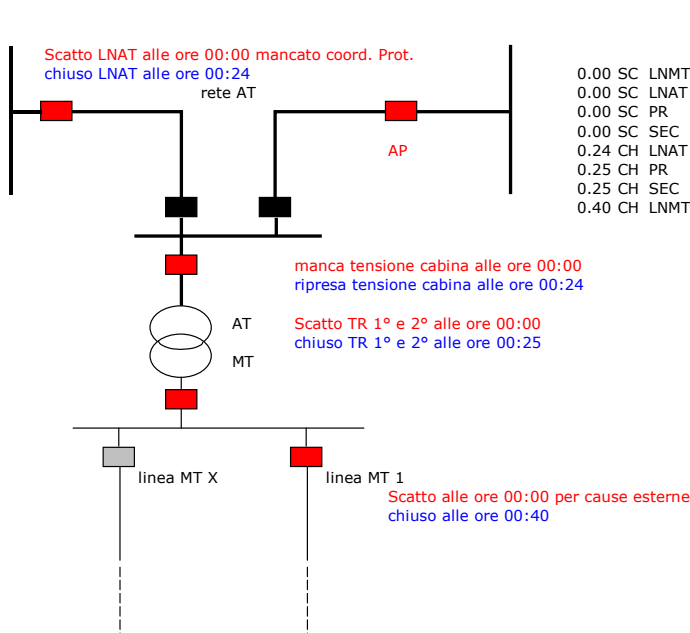 Scatto LNAT alle ore 00:00 mancato coord. Prot.
chiuso LNAT alle ore 00:24
rete AT
AP
0.00 SC LNMT
0.00 SC LNAT
0.00 SC PR
0.00 SC SEC
0.24 CH LNAT
0.25 CH PR
0.25 CH SEC
0.40 CH LNMT
manca tensione cabina alle ore 00:00
ripresa tensione cabina alle ore 00:24
AT
Scatto TR 1° e 2° alle ore 00:00
chiuso TR 1° e 2° alle ore 00:25
MT
linea MT X
linea MT 1
Scatto alle ore 00:00 per cause esterne
chiuso alle ore 00:40